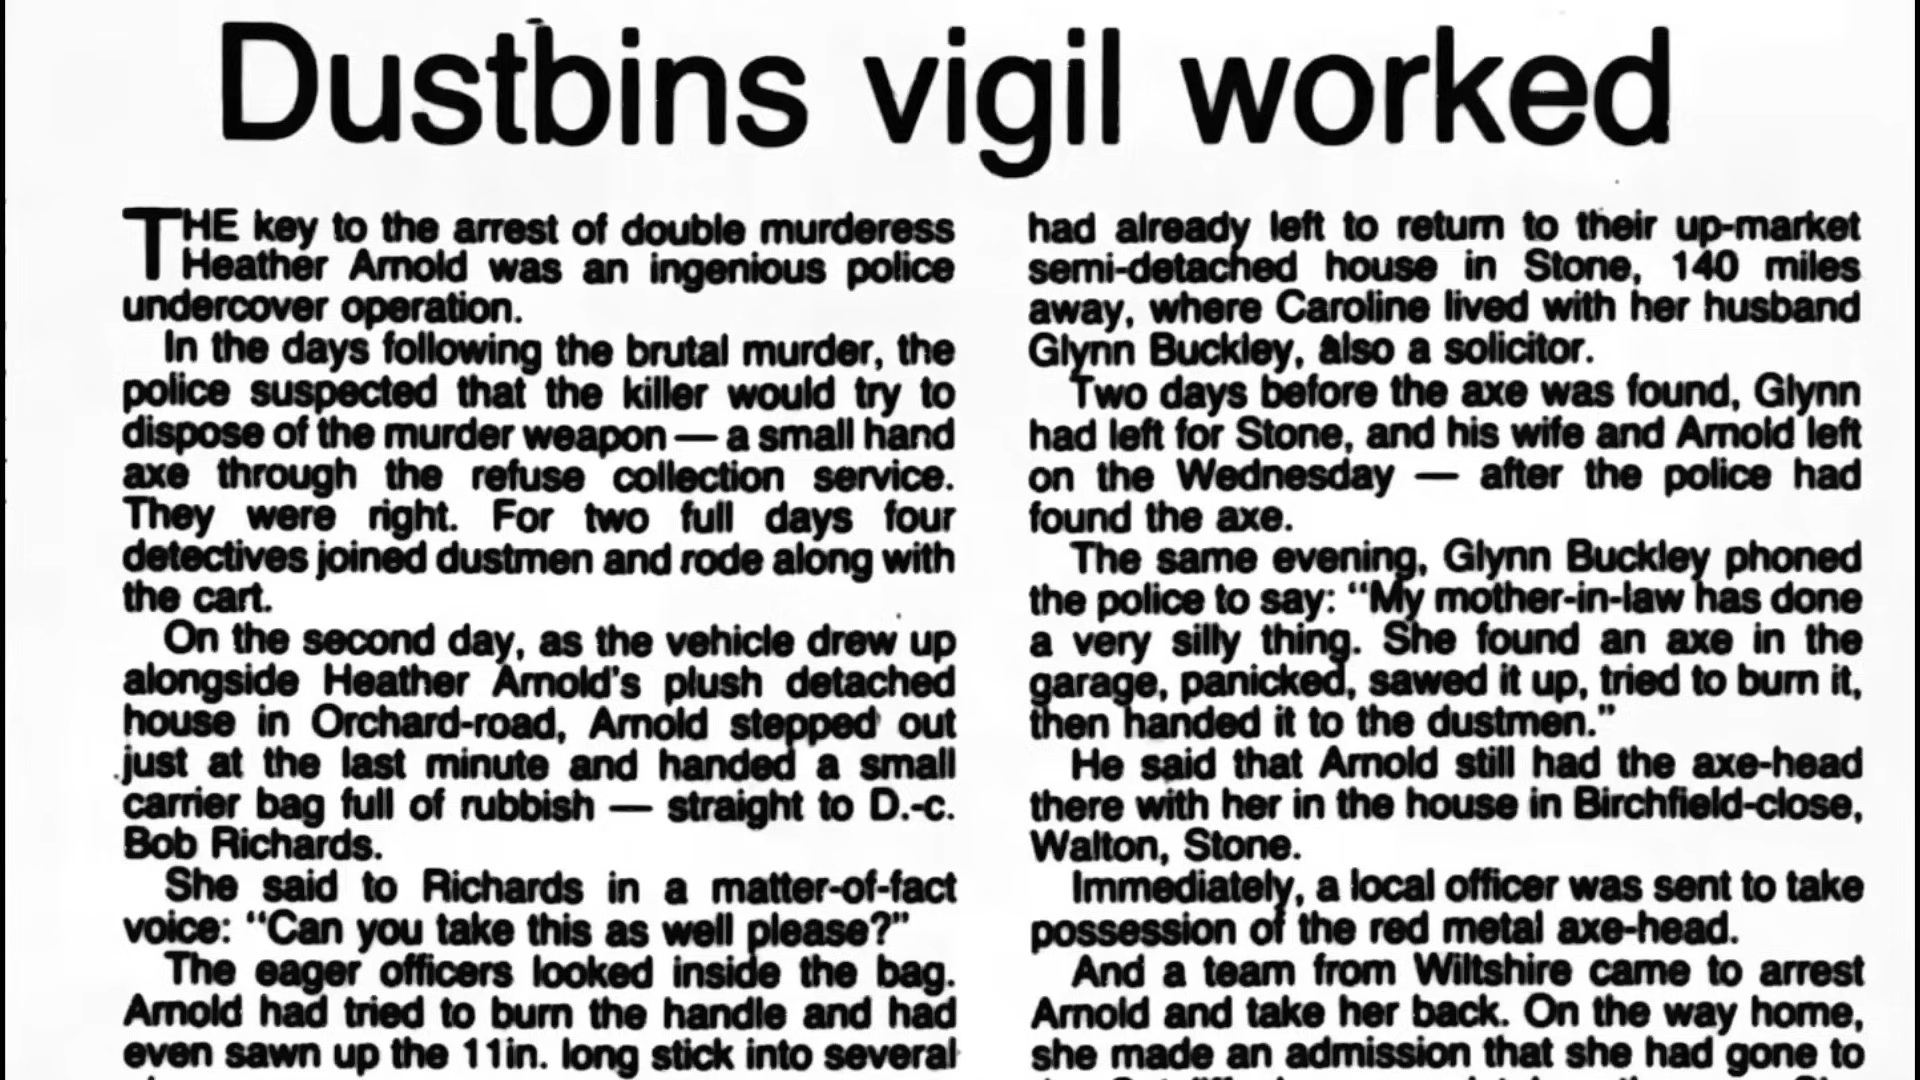 Dustbins vigil worked
THE key to the arrest of double murderess
Heather Arnold was an ingenious police
undercover operation.
In the days following the brutal murder, the
police suspected that the killer would try to
dispose of the murder weapon — a small hand
axe through the refuse collection service.
They were right. For two full days four
detectives joined dustmen and rode along with
the cart.
On the second day, as the vehicle drew up
alongside Heather Arnold's plush detached
house in Orchard-road, Arnold stepped out
just at the last minute and handed a small
carrier bag full of rubbish — straight to D.-c.
Bob Richards.
She said to Richards in a matter-of-fact
voice: "Can you take this as well please?"
The eager officers looked inside the bag.
Arnold had tried to burn the handle and had
even sawn up the 11in. long stick into several
had already left to return to their up-market
semi-detached house in Stone, 140 miles
away, where Caroline lived with her husband
Glynn Buckley, also a solicitor.
Two days before the axe was found, Glynn
had left for Stone, and his wife and Arnold left
on the Wednesday — after the police had
found the axe.
The same evening, Glynn Buckley phoned
the police to say: "My mother-in-law has done
a very silly thing. She found an axe in the
garage, panicked, sawed it up, tried to burn it,
then handed it to the dustmen."
He said that Arnold still had the axe-head
there with her in the house in Birchfield-close,
Walton, Stone.
Immediately, a local officer was sent to take
possession of the red metal axe-head.
And a team from Wiltshire came to arrest
Arnold and take her back. On the way home,
she made an admission that she had gone to